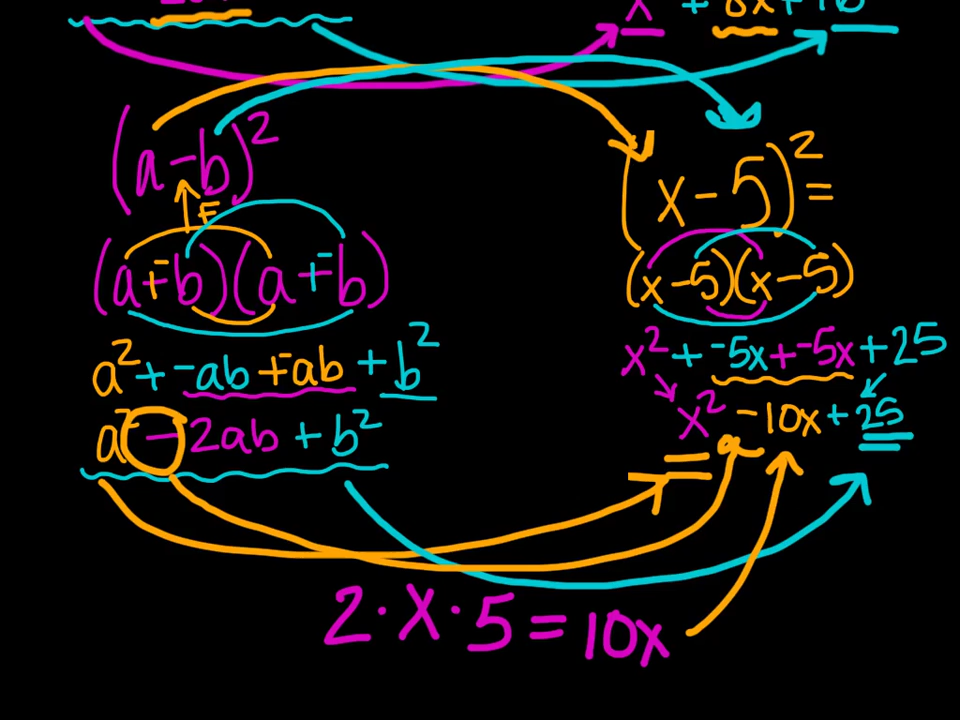 (a-b)²
F
(a+-b)(a+-b)
a²+-ab+-ab+b²
a²-2ab+b²
(x-5)²=
(x-5)(x-5)
x²+-5x+-5x+25
x²-10x+25
2·x·5=10x